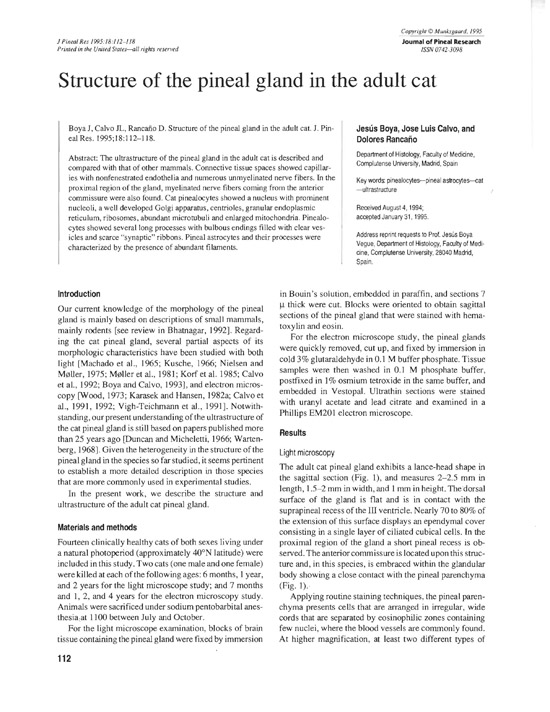 Copyright © Munksgaard, 1995
J Pineal Res 1995:18:112–118
Printed in the United States—all rights reserved
Journal of Pineal Research
ISSN 0742-3098
Structure of the pineal gland in the adult cat
Boya J, Calvo JL, Rancaño D. Structure of the pineal gland in the adult cat. J. Pin-
eal Res. 1995;18:112–118.
Abstract: The ultrastructure of the pineal gland in the adult cat is described and
compared with that of other mammals. Connective tissue spaces showed capillar-
ies with nonfenestrated endothelia and numerous unmyelinated nerve fibers. In the
proximal region of the gland, myelinated nerve fibers coming from the anterior
commissure were also found. Cat pinealocytes showed a nucleus with prominent
nucleoli, a well developed Golgi apparatus, centrioles, granular endoplasmic
reticulum, ribosomes, abundant microtubuli and enlarged mitochondria. Pinealo-
cytes showed several long processes with bulbous endings filled with clear ves-
icles and scarce “synaptic” ribbons. Pineal astrocytes and their processes were
characterized by the presence of abundant filaments.
Jesús Boya, Jose Luis Calvo, and
Dolores Rancaño
Department of Histology, Faculty of Medicine,
Complutense University, Madrid, Spain
Key words: pinealocytes—pineal astrocytes—cat
—ultrastructure
Received August 4, 1994;
accepted January 31, 1995.
Address reprint requests to Prof. Jesús Boya
Vegue, Department of Histology, Faculty of Medi-
cine, Complutense University, 28040 Madrid,
Spain.
Introduction
Our current knowledge of the morphology of the pineal
gland is mainly based on descriptions of small mammals,
mainly rodents [see review in Bhatnagar, 1992]. Regard-
ing the cat pineal gland, several partial aspects of its
morphologic characteristics have been studied with both
light [Machado et al., 1965; Kusche, 1966; Nielsen and
Møller, 1975; Møller et al., 1981; Korf et al. 1985; Calvo
et al., 1992; Boya and Calvo, 1993], and electron micros-
copy [Wood, 1973; Karasek and Hansen, 1982a; Calvo et
al., 1991, 1992; Vigh-Teichmann et al., 1991]. Notwith-
standing, our present understanding of the ultrastructure of
the cat pineal gland is still based on papers published more
than 25 years ago [Duncan and Micheletti, 1966; Warten-
berg, 1968]. Given the heterogeneity in the structure of the
pineal gland in the species so far studied, it seems pertinent
to establish a more detailed description in those species
that are more commonly used in experimental studies.
In the present work, we describe the structure and
ultrastructure of the adult cat pineal gland.
Materials and methods
Fourteen clinically healthy cats of both sexes living under
a natural photoperiod (approximately 40°N latitude) were
included in this study. Two cats (one male and one female)
were killed at each of the following ages: 6 months, 1 year,
and 2 years for the light microscope study; and 7 months
and 1, 2, and 4 years for the electron microscopy study.
Animals were sacrificed under sodium pentobarbital anes-
thesia at 1100 between July and October.
For the light microscope examination, blocks of brain
tissue containing the pineal gland were fixed by immersion
112
in Bouin’s solution, embedded in paraffin, and sections 7
µ thick were cut. Blocks were oriented to obtain sagittal
sections of the pineal gland that were stained with hema-
toxylin and eosin.
For the electron microscope study, the pineal glands
were quickly removed, cut up, and fixed by immersion in
cold 3% glutaraldehyde in 0.1 M buffer phosphate. Tissue
samples were then washed in 0.1 M phosphate buffer,
postfixed in 1% osmium tetroxide in the same buffer, and
embedded in Vestopal. Ultrathin sections were stained
with uranyl acetate and lead citrate and examined in a
Phillips EM201 electron microscope.
Results
Light microscopy
The adult cat pineal gland exhibits a lance-head shape in
the sagittal section (Fig. 1), and measures 2–2.5 mm in
length, 1.5–2 mm in width, and 1 mm in height. The dorsal
surface of the gland is flat and is in contact with the
suprapineal recess of the III ventricle. Nearly 70 to 80% of
the extension of this surface displays an ependymal cover
consisting in a single layer of ciliated cubical cells. In the
proximal region of the gland a short pineal recess is ob-
served. The anterior commissure is located upon this struc-
ture and, in this species, is embraced within the glandular
body showing a close contact with the pineal parenchyma
(Fig. 1).
Applying routine staining techniques, the pineal paren-
chyma presents cells that are arranged in irregular, wide
cords that are separated by eosinophilic zones containing
few nuclei, where the blood vessels are commonly found.
At higher magnification, at least two different types of